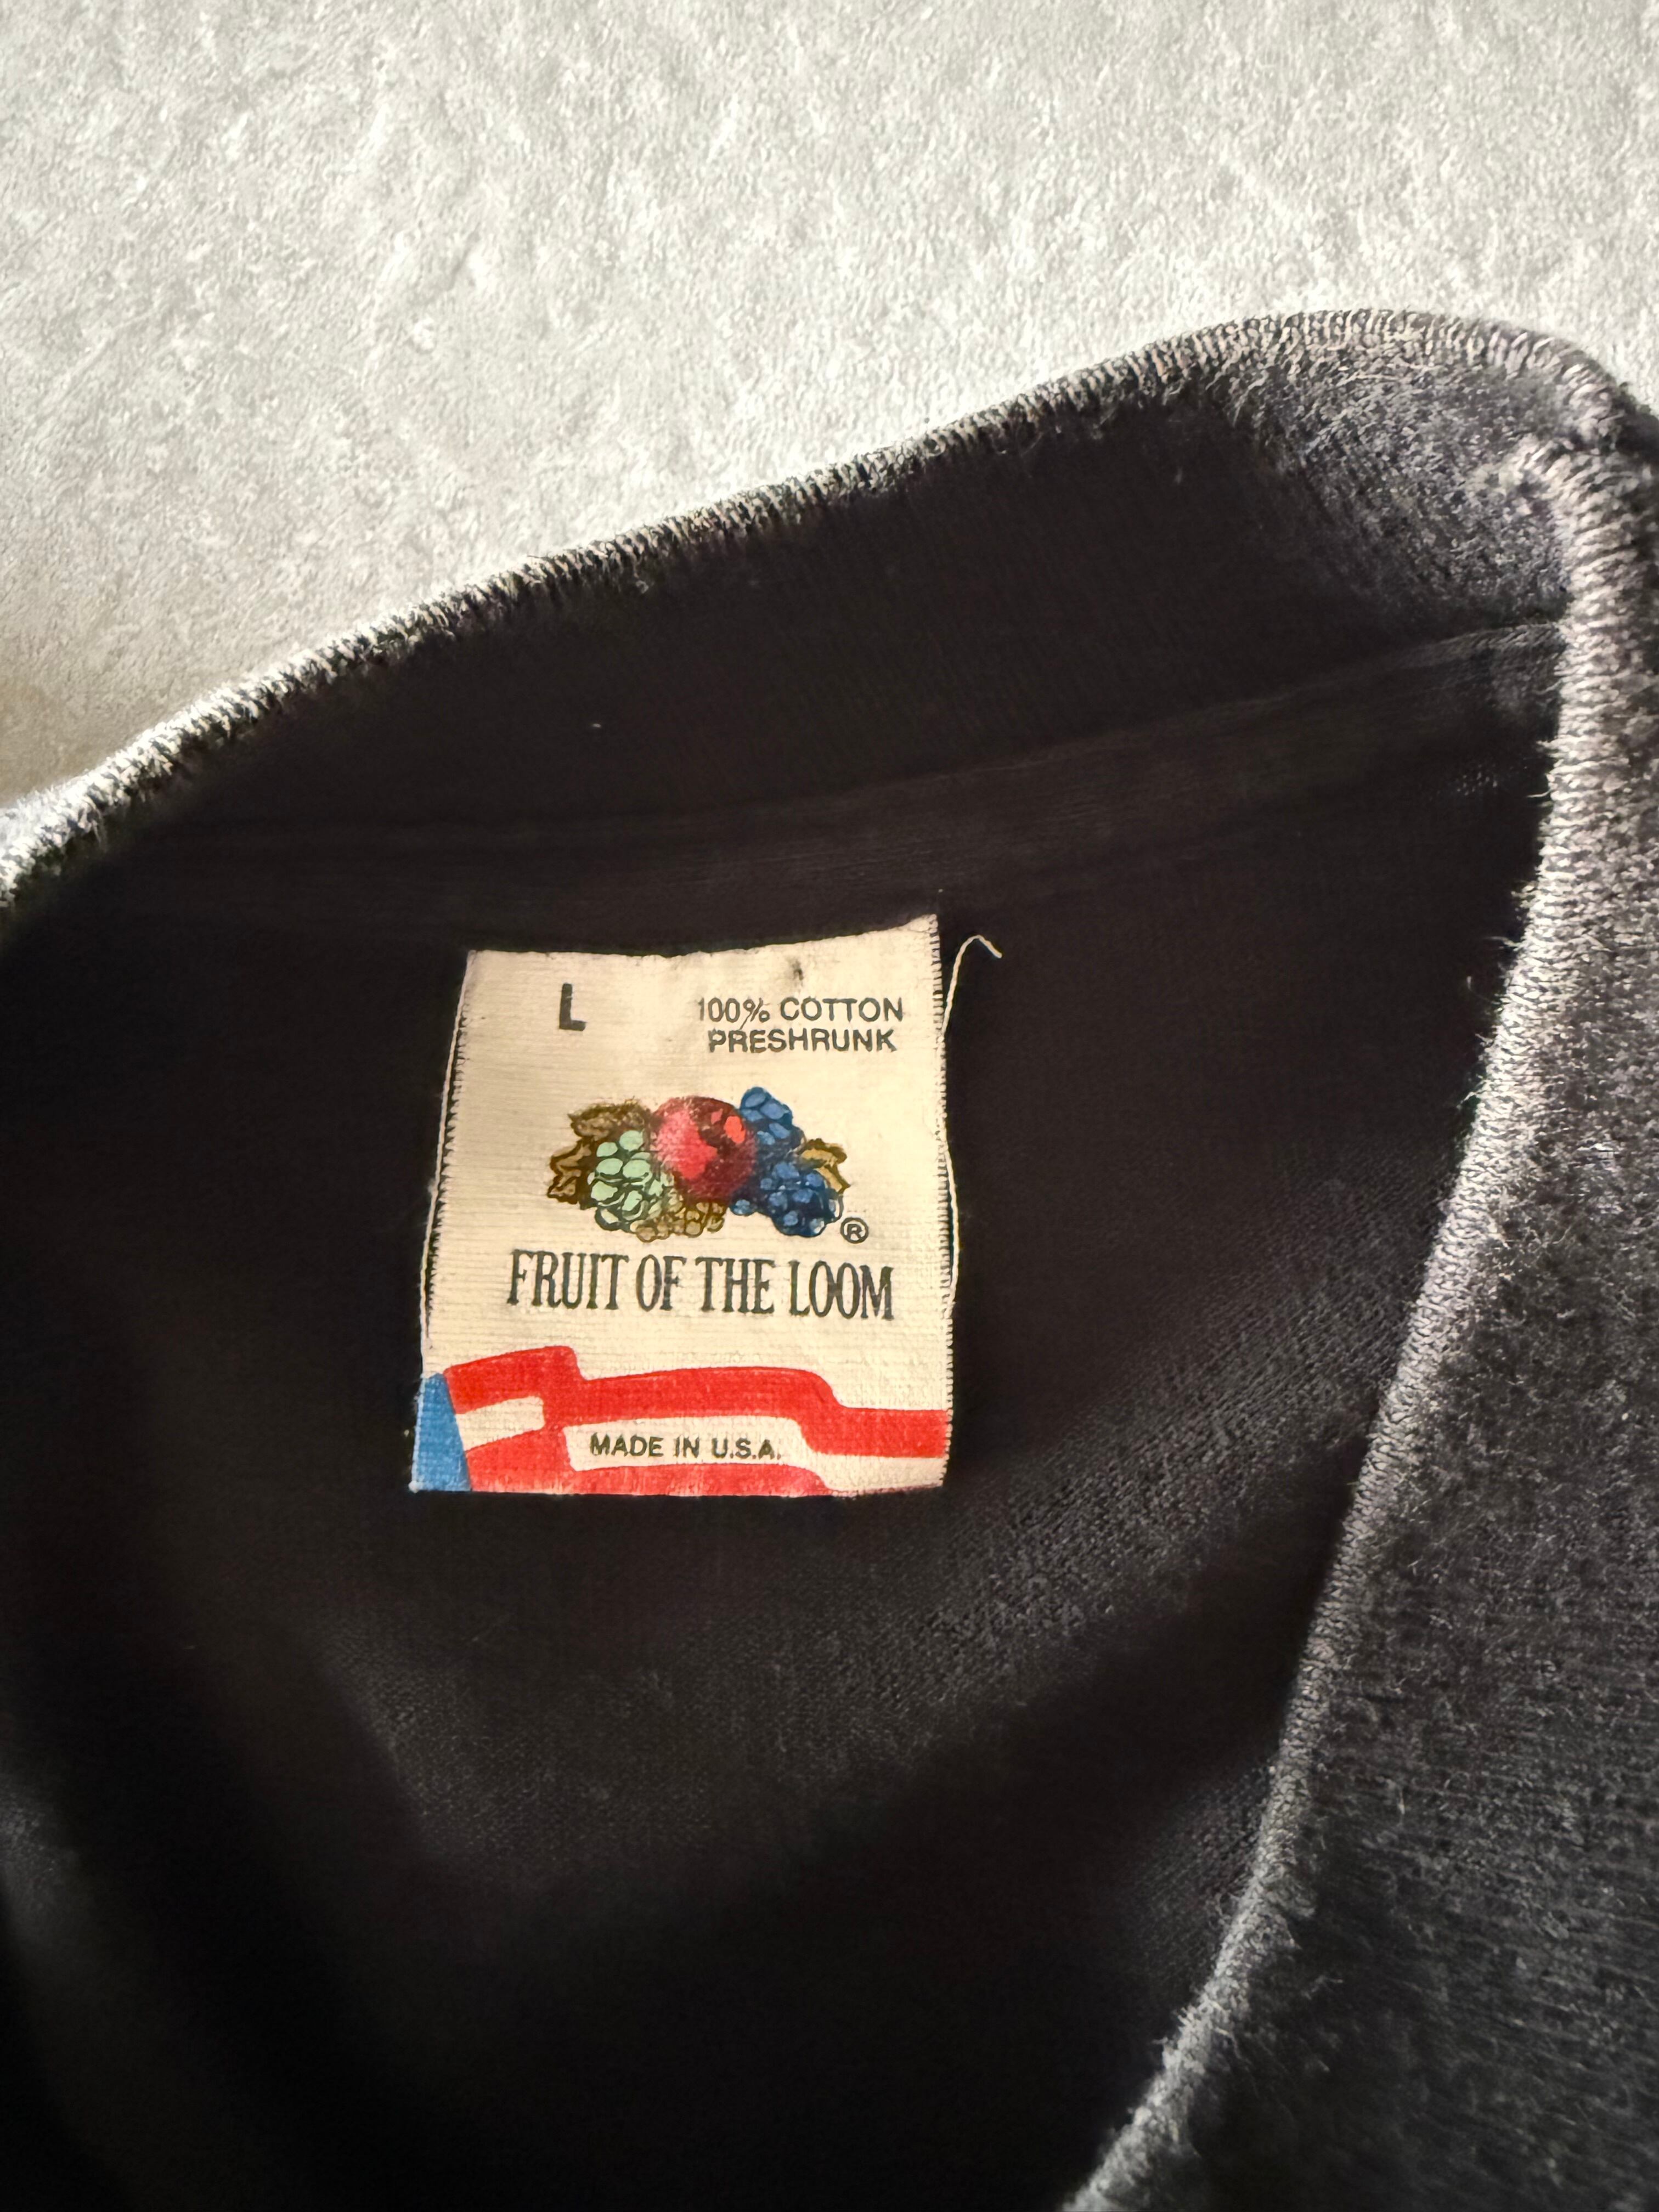 L
100% COTTON
PRESHRUNK
®
FRUIT OF THE LOOM
MADE IN U.S.A.